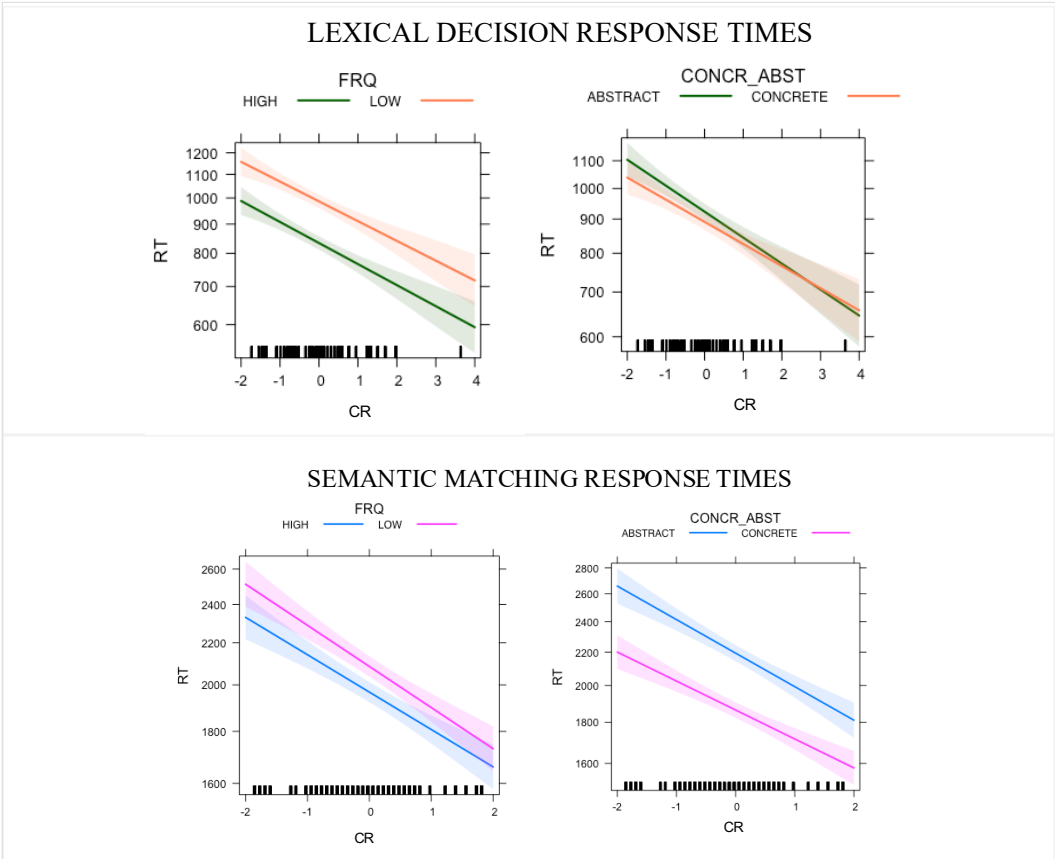 LEXICAL DECISION RESPONSE TIMES
FRQ
HIGH LOW
1200
1100
1000
900
800
700
600
RT
-2 -1 0 1 2 3 4
CR
CONCR_ABST
ABSTRACT CONCRETE
1100
1000
900
800
700
600
RT
-2 -1 0 1 2 3 4
CR
SEMANTIC MATCHING RESPONSE TIMES
FRQ
HIGH LOW
2600
2400
2200
2000
1800
1600
RT
-2 -1 0 1 2
CR
CONCR_ABST
ABSTRACT CONCRETE
2800
2600
2400
2200
2000
1800
1600
RT
-2 -1 0 1 2
CR